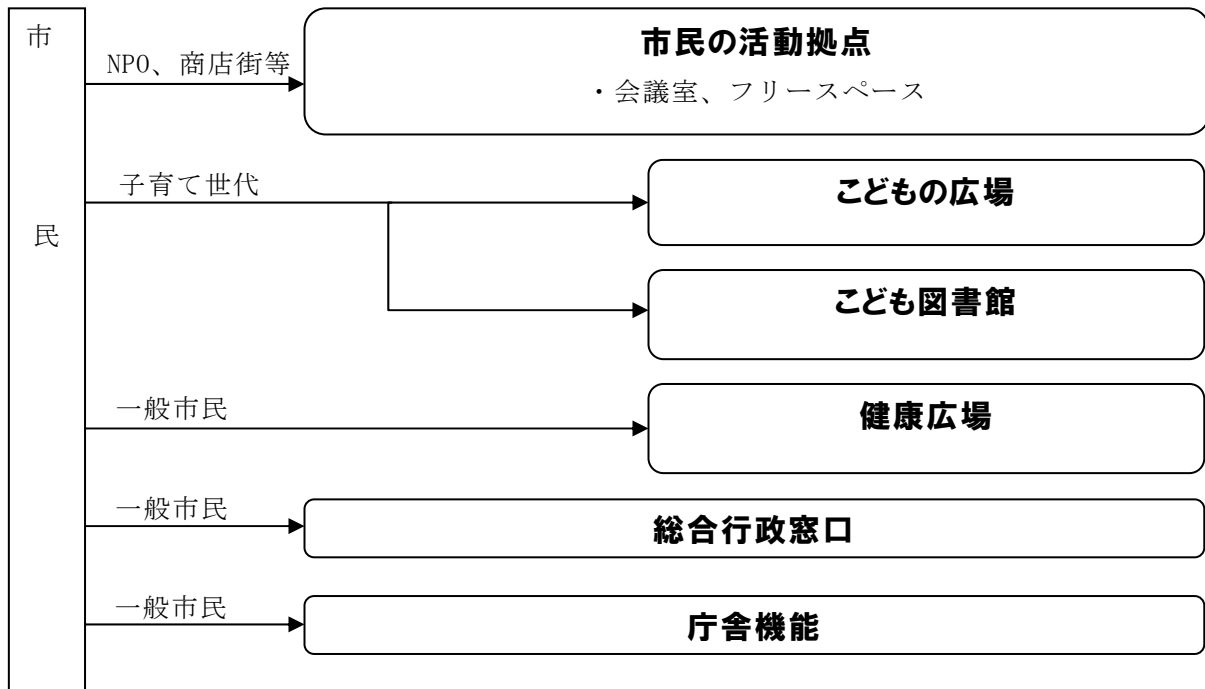 市民
NPO、商店街等
市民の活動拠点
・会議室、フリースペース
子育て世代
こどもの広場
こども図書館
一般市民
健康広場
一般市民
総合行政窓口
一般市民
庁舎機能